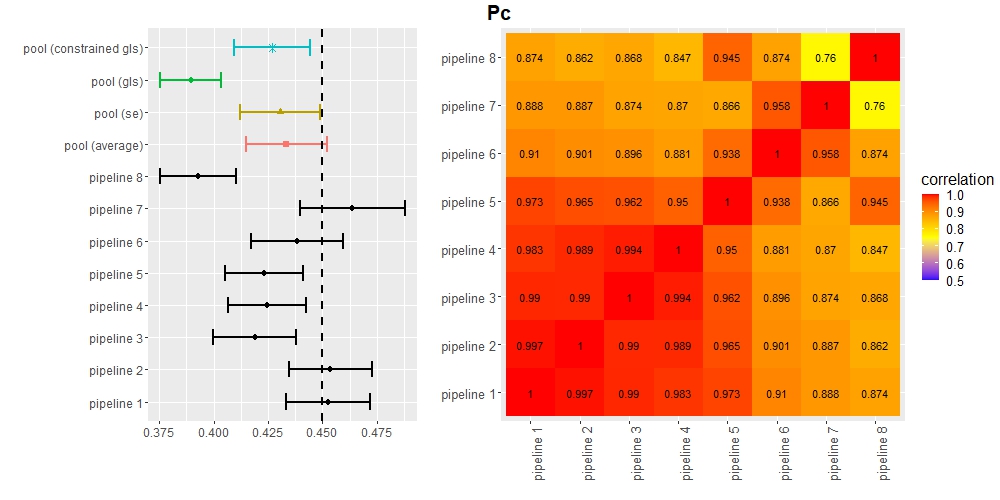 pool (constrained gls)
pool (gls)
pool (se)
pool (average)
pipeline 8
pipeline 7
pipeline 6
pipeline 5
pipeline 4
pipeline 3
pipeline 2
pipeline 1
0.375 0.400 0.425 0.450 0.475
Pc
pipeline 8 0.874 0.862 0.868 0.847 0.945 0.874 0.76 1
pipeline 7 0.888 0.887 0.874 0.87 0.866 0.958 1 0.76
pipeline 6 0.91 0.901 0.896 0.881 0.938 1 0.958 0.874
pipeline 5 0.973 0.965 0.962 0.95 1 0.938 0.866 0.945
pipeline 4 0.983 0.989 0.994 1 0.95 0.881 0.87 0.847
pipeline 3 0.99 0.99 1 0.994 0.962 0.896 0.874 0.868
pipeline 2 0.997 1 0.99 0.989 0.965 0.901 0.887 0.862
pipeline 1 1 0.997 0.99 0.983 0.973 0.91 0.888 0.874
pipeline 1
pipeline 2
pipeline 3
pipeline 4
pipeline 5
pipeline 6
pipeline 7
pipeline 8
correlation
1.0
0.9
0.8
0.7
0.6
0.5